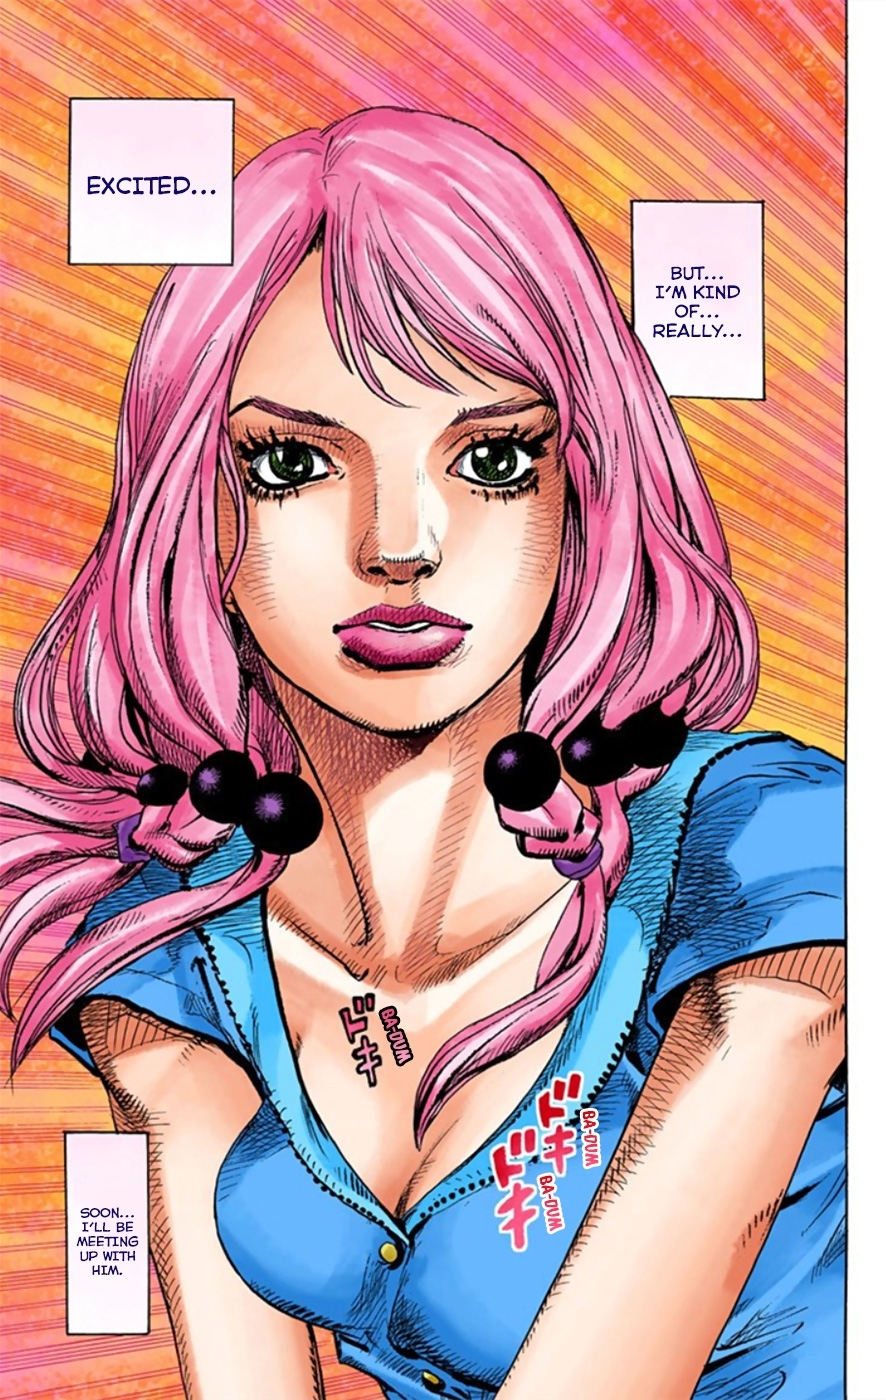 BUT...
I'M KIND
OF...
REALLY...
EXCITED...
ドキ
BA-DUM
ドキ
BA-DUM
ドキ
BA-DUM
SOON...
I'LL BE
MEETING
UP WITH
HIM.